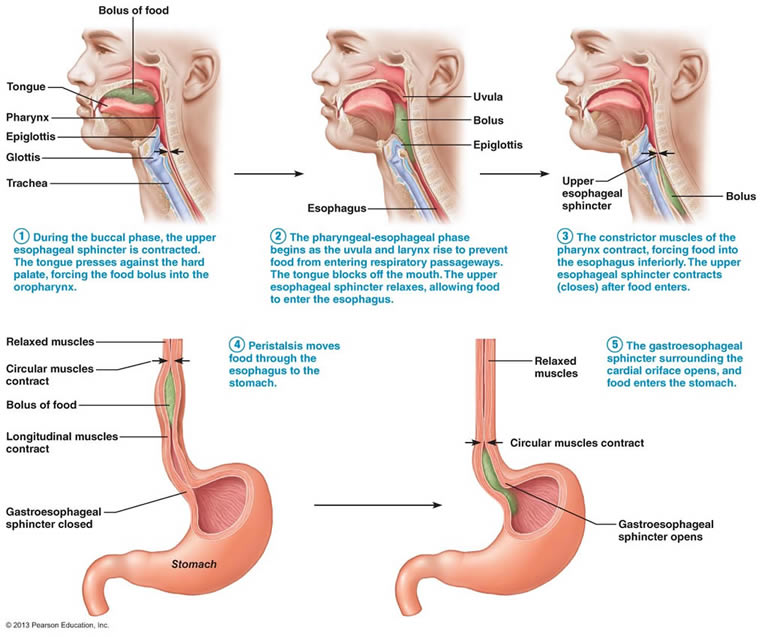 Bolus of food
Tongue
Pharynx
Epiglottis
Glottis
Trachea
1 During the buccal phase, the upper
esophageal sphincter is contracted.
The tongue presses against the hard
palate, forcing the food bolus into the
oropharynx.
Uvula
Bolus
Epiglottis
Esophagus
2 The pharyngeal-esophageal phase
begins as the uvula and larynx rise to prevent
food from entering respiratory passageways.
The tongue blocks off the mouth. The upper
esophageal sphincter relaxes, allowing food
to enter the esophagus.
Upper
esophageal
sphincter
Bolus
3 The constrictor muscles of the
pharynx contract, forcing food into
the esophagus inferiorly. The upper
esophageal sphincter contracts
(closes) after food enters.
Relaxed muscles
Circular muscles
contract
Bolus of food
Longitudinal muscles
contract
Gastroesophageal
sphincter closed
4 Peristalsis moves
food through the
esophagus to the
stomach.
Stomach
Relaxed
muscles
Circular muscles contract
Gastroesophageal
sphincter opens
5 The gastroesophageal
sphincter surrounding the
cardial oriface opens, and
food enters the stomach.
© 2013 Pearson Education, Inc.